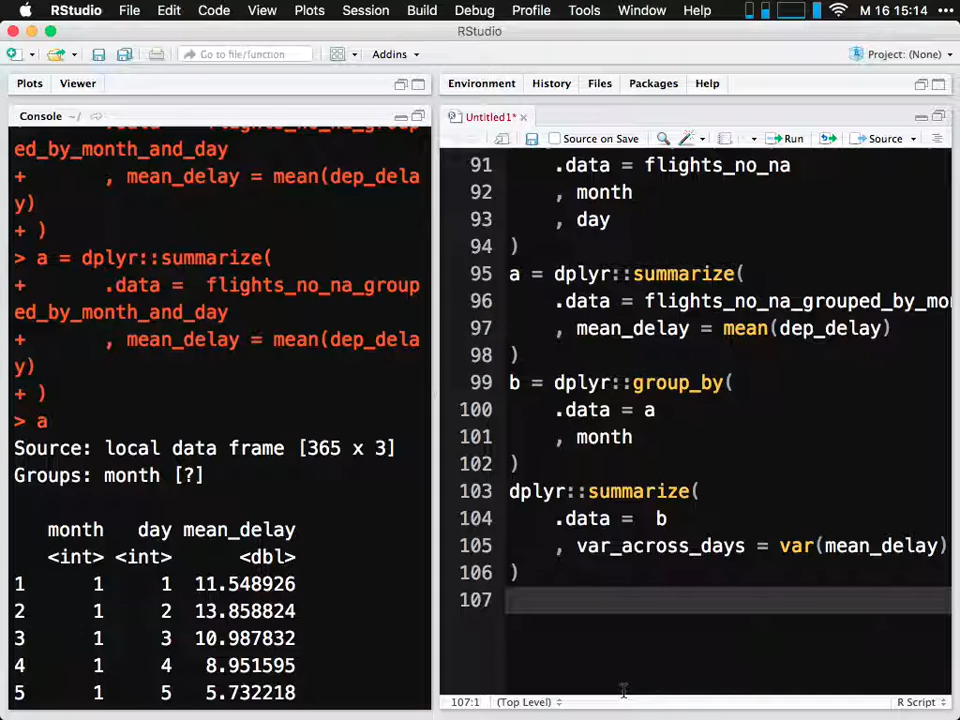 RStudio File Edit Code View Plots Session Build Debug Profile Tools Window Help M 16 15:14
RStudio
Go to file/function Addins Project: (None)
Plots Viewer
Console ~/
.data = flights_no_na_group
ed_by_month_and_day
+ , mean_delay = mean(dep_dela
y)
+ )
> a = dplyr::summarize(
+ .data = flights_no_na_group
ed_by_month_and_day
+ , mean_delay = mean(dep_dela
y)
+ )
> a
Source: local data frame [365 x 3]
Groups: month [?]
month day mean_delay
<int> <int> <dbl>
1 1 1 11.548926
2 1 2 13.858824
3 1 3 10.987832
4 1 4 8.951595
5 1 5 5.732218
Environment History Files Packages Help
Untitled1*
Source on Save Run Source
91 .data = flights_no_na
92 , month
93 , day
94 )
95 a = dplyr::summarize(
96 .data = flights_no_na_grouped_by_mo
97 , mean_delay = mean(dep_delay)
98 )
99 b = dplyr::group_by(
100 .data = a
101 , month
102 )
103 dplyr::summarize(
104 .data = b
105 , var_across_days = var(mean_delay)
106 )
107
107:1 (Top Level) R Script